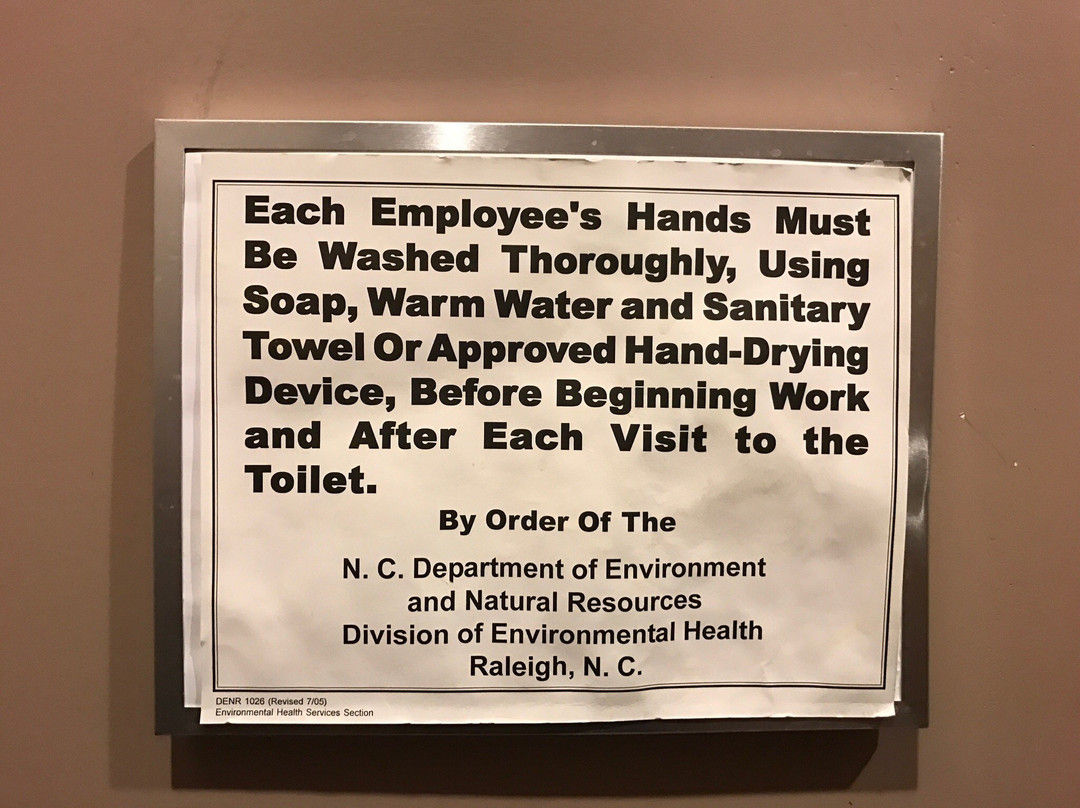 Each Employee's Hands Must
Be Washed Thoroughly, Using
Soap, Warm Water and Sanitary
Towel Or Approved Hand-Drying
Device, Before Beginning Work
and After Each Visit to the
Toilet.
By Order Of The
N. C. Department of Environment
and Natural Resources
Division of Environmental Health
Raleigh, N. C.
DENR 1026 (Revised 7/05)
Environmental Health Services Section